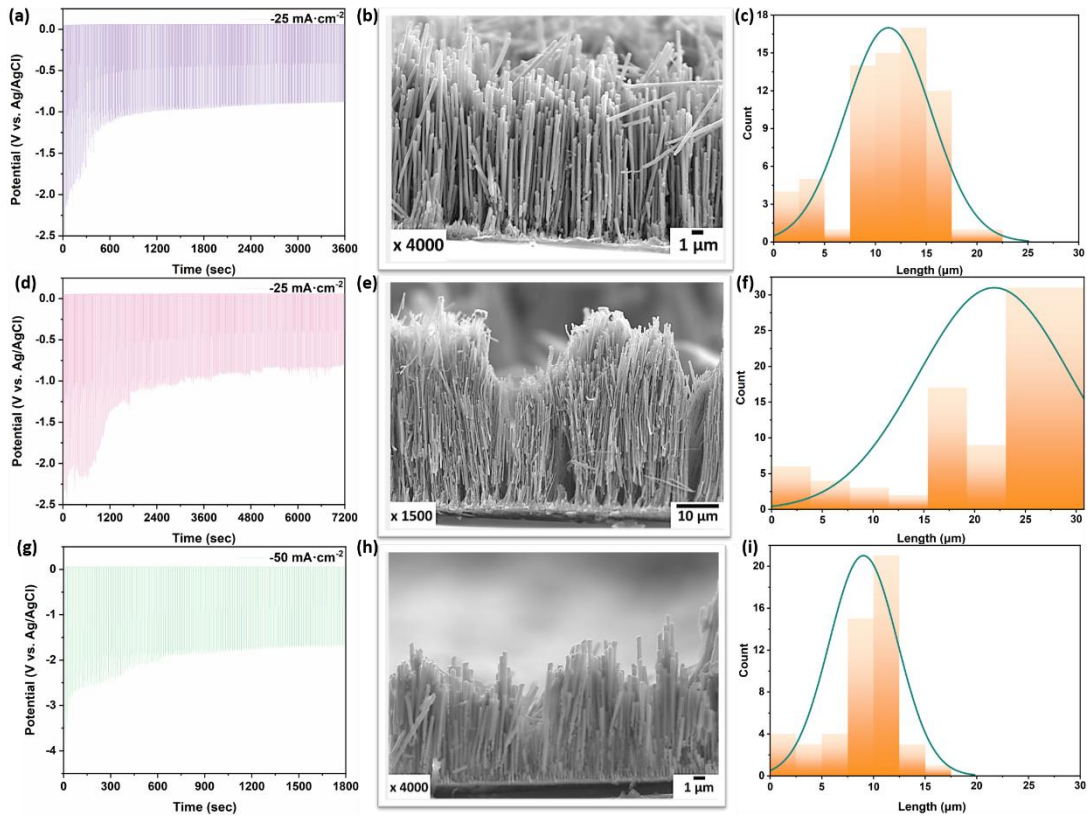 (a)
-25 mA·cm-2
0.0
-0.5
-1.0
-1.5
-2.0
-2.5
Potential (V vs. Ag/AgCl)
0 600 1200 1800 2400 3000 3600
Time (sec)
(b)
x 4000
1 µm
(c)
18
15
12
9
6
3
0
Count
0 5 10 15 20 25 30
Length (µm)
(d)
-25 mA·cm-2
0.0
-0.5
-1.0
-1.5
-2.0
-2.5
Potential (V vs. Ag/AgCl)
0 1200 2400 3600 4800 6000 7200
Time (sec)
(e)
x 1500
10 µm
(f)
30
25
20
15
10
5
0
Count
0 5 10 15 20 25 30
Length (µm)
(g)
-50 mA·cm-2
0
-1
-2
-3
-4
Potential (V vs. Ag/AgCl)
0 300 600 900 1200 1500 1800
Time (sec)
(h)
x 4000
1 µm
(i)
20
16
12
8
4
0
Count
0 5 10 15 20 25 30
Length (µm)